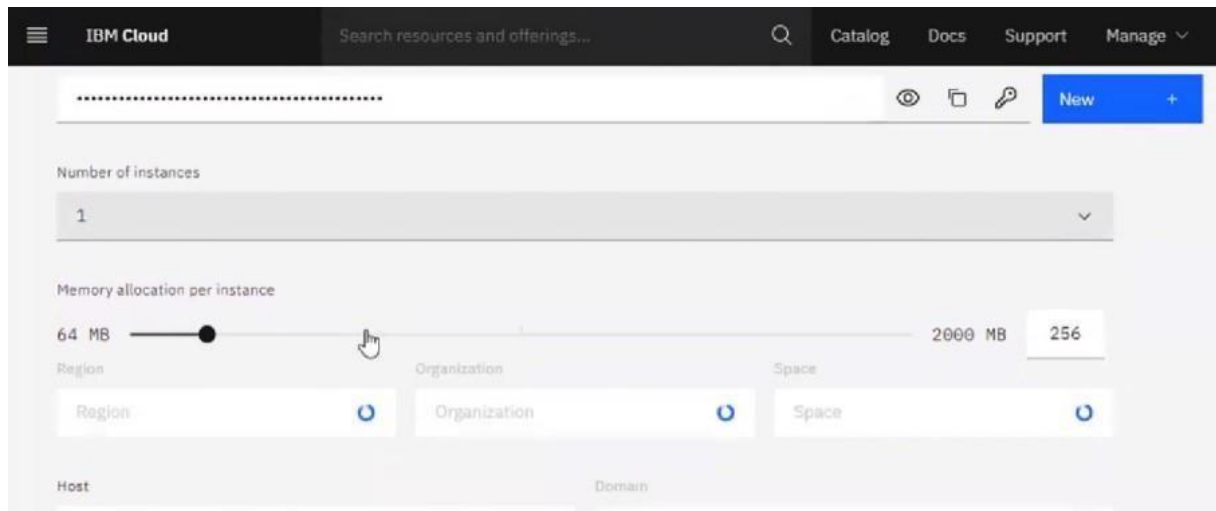 IBM Cloud Search resources and offerings... Catalog Docs Support Manage
New +
Number of instances
1
Memory allocation per instance
64 MB 2000 MB 256
Region Organization Space
Region Organization Space
Host Domain